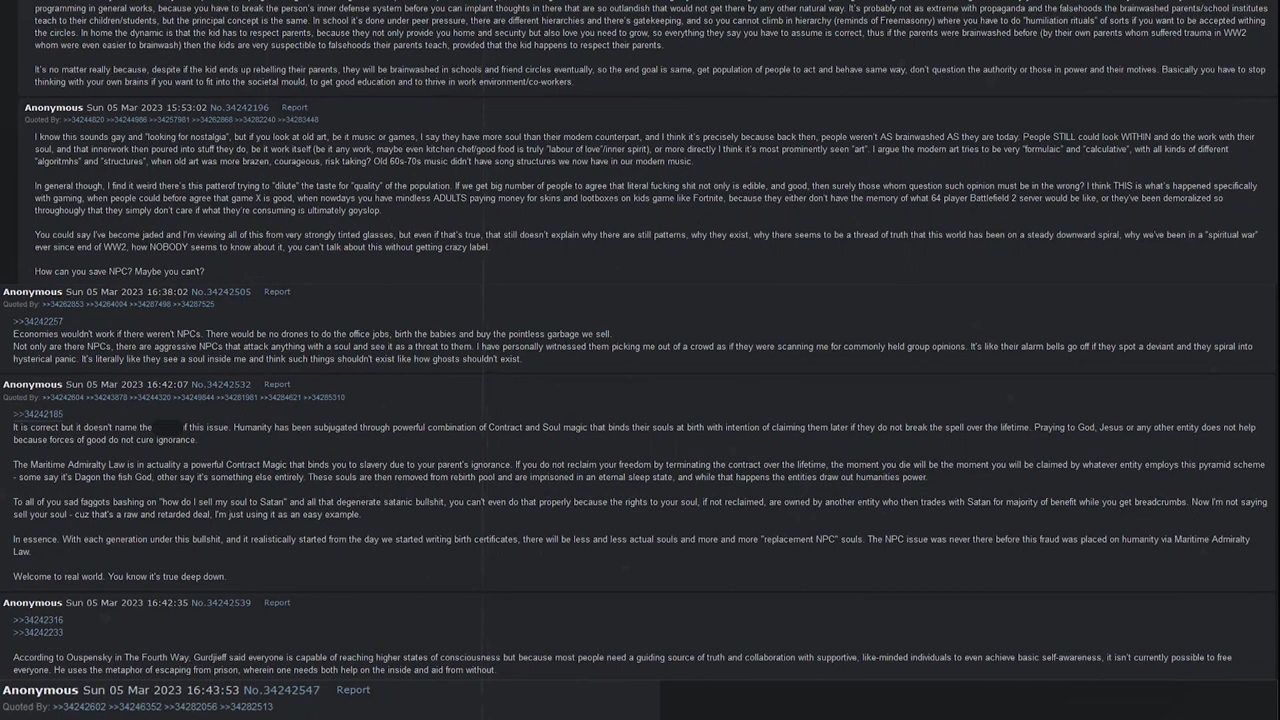 programming in general works, because you have to break the person's inner defense system before you can implant thoughts in there that are so outlandish that would not get there by any other natural way. It's probably not as extreme with propaganda and the falsehoods the brainwashed parents/school institutes
teach to their children/students, but the principal concept is the same. In school it's done under peer pressure, there are different hierarchies and there's gatekeeping, and so you cannot climb in hierarchy (reminds of Freemasonry) where you have to do "humiliation rituals" of sorts if you want to be accepted withing
the circles. In home the dynamic is that the kid has to respect parents, because they not only provide you home and security but also love you need to grow, so everything they say you have to assume is correct, thus if the parents were brainwashed before (by their own parents whom suffered trauma in WW2
whom were even easier to brainwash) then the kids are very suspectible to falsehoods their parents teach, provided that the kid happens to respect their parents.
It's no matter really because, despite if the kid ends up rebelling their parents, they will be brainwashed in schools and friend circles eventually, so the end goal is same, get population of people to act and behave same way, don't question the authority or those in power and their motives. Basically you have to stop
thinking with your own brains if you want to fit into the societal mould, to get good education and to thrive in work environment/co-workers.
Anonymous Sun 05 Mar 2023 15:53:02 No.34242196 Report
Quoted By: >>34244820 >>34244986 >>34257981 >>34262868 >>34282240 >>34283448
I know this sounds gay and "looking for nostalgia", but if you look at old art, be it music or games, I say they have more soul than their modern counterpart, and I think it's precisely because back then, people weren't AS brainwashed AS they are today. People STILL could look WITHIN and do the work with their
soul, and that innerwork then poured into stuff they do, be it work itself (be it any work, maybe even kitchen chef/good food is truly "labour of love"/inner spirit), or more directly I think it's most prominently seen "art". I argue the modern art tries to be very "formulaic" and "calculative", with all kinds of different
"algoritmhs" and "structures", when old art was more brazen, courageous, risk taking? Old 60s-70s music didn't have song structures we now have in our modern music.
In general though, I find it weird there's this patterof trying to "dilute" the taste for "quality" of the population. If we get big number of people to agree that literal fucking shit not only is edible, and good, then surely those whom question such opinion must be in the wrong? I think THIS is what's happened specifically
with gaming, when people could before agree that game X is good, when nowdays you have mindless ADULTS paying money for skins and lootboxes on kids game like Fortnite, because they either don't have the memory of what 64 player Battlefield 2 server would be like, or they've been demoralized so
throughougly that they simply don't care if what they're consuming is ultimately goyslop.
You could say I've become jaded and I'm viewing all of this from very strongly tinted glasses, but even if that's true, that still doesn't explain why there are still patterns, why they exist, why there seems to be a thread of truth that this world has been on a steady downward spiral, why we've been in a "spiritual war"
ever since end of WW2, how NOBODY seems to know about it, you can't talk about this without getting crazy label.
How can you save NPC? Maybe you can't?
Anonymous Sun 05 Mar 2023 16:38:02 No.34242505 Report
Quoted By: >>34262853 >>34264004 >>34287498 >>34287525
>>34242257
Economies wouldn't work if there weren't NPCs. There would be no drones to do the office jobs, birth the babies and buy the pointless garbage we sell.
Not only are there NPCs, there are aggressive NPCs that attack anything with a soul and see it as a threat to them. I have personally witnessed them picking me out of a crowd as if they were scanning me for commonly held group opinions. It's like their alarm bells go off if they spot a deviant and they spiral into
hysterical panic. It's literally like they see a soul inside me and think such things shouldn't exist like how ghosts shouldn't exist.
Anonymous Sun 05 Mar 2023 16:42:07 No.34242532 Report
Quoted By: >>34242604 >>34243878 >>34244320 >>34249844 >>34281981 >>34284621 >>34285310
>>34242185
It is correct but it doesn't name the if this issue. Humanity has been subjugated through powerful combination of Contract and Soul magic that binds their souls at birth with intention of claiming them later if they do not break the spell over the lifetime. Praying to God, Jesus or any other entity does not help
because forces of good do not cure ignorance.
The Maritime Admiralty Law is in actuality a powerful Contract Magic that binds you to slavery due to your parent's ignorance. If you do not reclaim your freedom by terminating the contract over the lifetime, the moment you die will be the moment you will be claimed by whatever entity employs this pyramid scheme
- some say it's Dagon the fish God, other say it's something else entirely. These souls are then removed from rebirth pool and are imprisoned in an eternal sleep state, and while that happens the entities draw out humanities power.
To all of you sad faggots bashing on "how do I sell my soul to Satan" and all that degenerate satanic bullshit, you can't even do that properly because the rights to your soul, if not reclaimed, are owned by another entity who then trades with Satan for majority of benefit while you get breadcrumbs. Now I'm not saying
sell your soul - cuz that's a raw and retarded deal, I'm just using it as an easy example.
In essence. With each generation under this bullshit, and it realistically started from the day we started writing birth certificates, there will be less and less actual souls and more and more "replacement NPC" souls. The NPC issue was never there before this fraud was placed on humanity via Maritime Admiralty
Law.
Welcome to real world. You know it's true deep down.
Anonymous Sun 05 Mar 2023 16:42:35 No.34242539 Report
>>34242316
>>34242233
According to Ouspensky in The Fourth Way, Gurdjieff said everyone is capable of reaching higher states of consciousness but because most people need a guiding source of truth and collaboration with supportive, like-minded individuals to even achieve basic self-awareness, it isn't currently possible to free
everyone. He uses the metaphor of escaping from prison, wherein one needs both help on the inside and aid from without.
Anonymous Sun 05 Mar 2023 16:43:53 No.34242547 Report
Quoted By: >>34242602 >>34246352 >>34282056 >>34282513